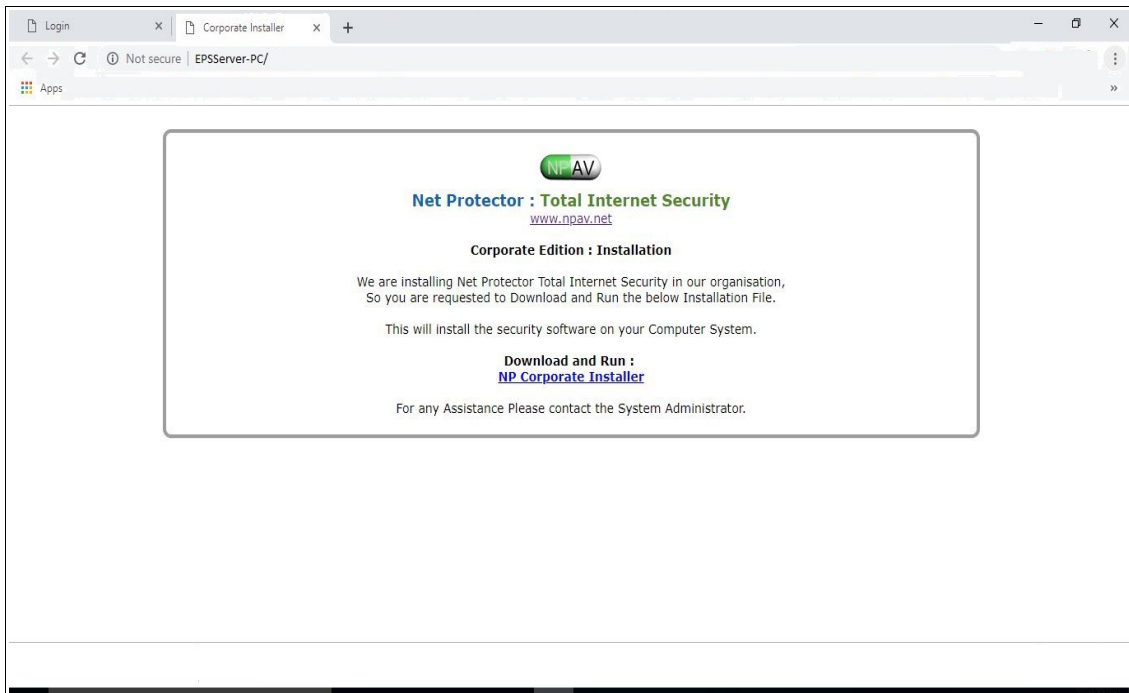 Login
Corporate Installer
Not secure | EPSServer-PC/
Apps
NPAV
Net Protector : Total Internet Security
www.npav.net
Corporate Edition : Installation
We are installing Net Protector Total Internet Security in our organisation,
So you are requested to Download and Run the below Installation File.
This will install the security software on your Computer System.
Download and Run :
NP Corporate Installer
For any Assistance Please contact the System Administrator.